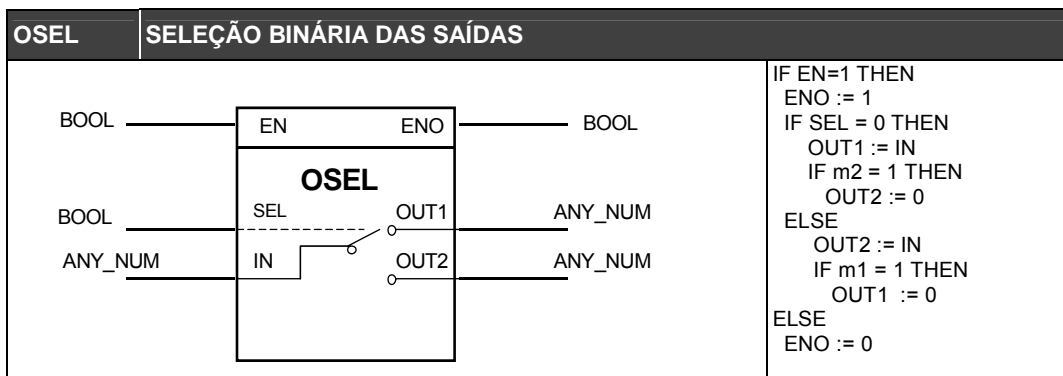 OSEL SELEÇÃO BINÁRIA DAS SAÍDAS
BOOL EN ENO BOOL
OSEL
BOOL SEL OUT1 ANY_NUM
ANY_NUM IN OUT2 ANY_NUM
IF EN=1 THEN
ENO := 1
IF SEL = 0 THEN
OUT1 := IN
IF m2 = 1 THEN
OUT2 := 0
ELSE
OUT2 := IN
IF m1 = 1 THEN
OUT1 := 0
ELSE
ENO := 0